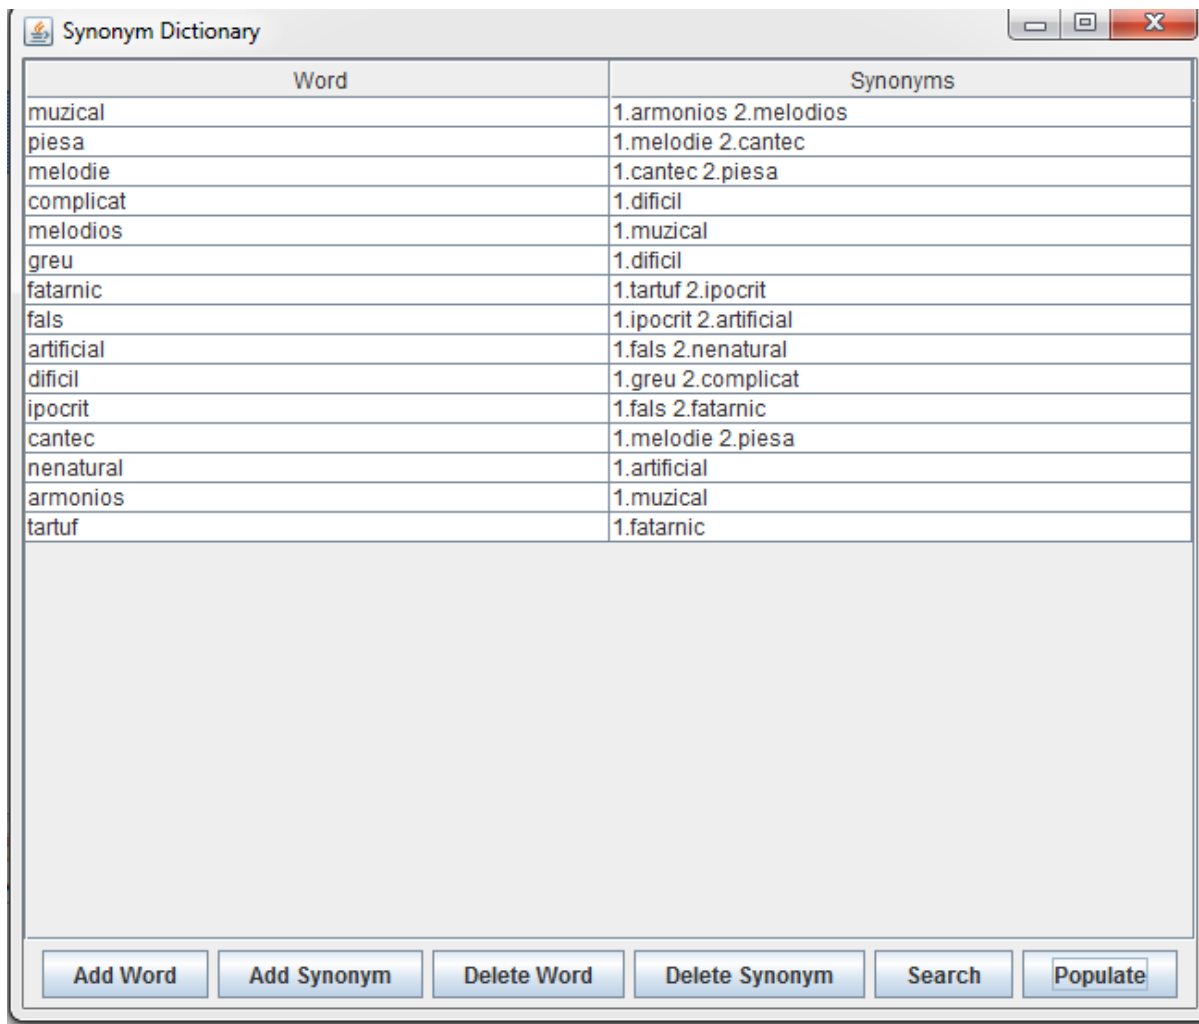 Synonym Dictionary
Word Synonyms
muzical 1.armonios 2.melodios
piesa 1.melodie 2.cantec
melodie 1.cantec 2.piesa
complicat 1.dificil
melodios 1.muzical
greu 1.dificil
fatarnic 1.tartuf 2.ipocrit
fals 1.ipocrit 2.artificial
artificial 1.fals 2.nenatural
dificil 1.greu 2.complicat
ipocrit 1.fals 2.fatarnic
cantec 1.melodie 2.piesa
nenatural 1.artificial
armonios 1.muzical
tartuf 1.fatarnic
Add Word Add Synonym Delete Word Delete Synonym Search Populate